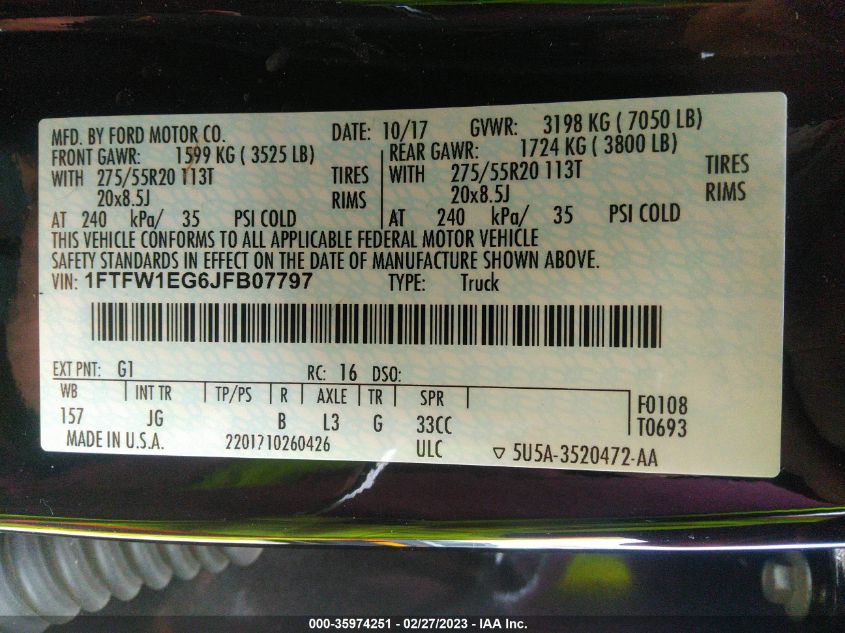 MFD. BY FORD MOTOR CO. DATE: 10/17 GVWR: 3198 KG ( 7050 LB)
FRONT GAWR: 1599 KG ( 3525 LB) REAR GAWR: 1724 KG ( 3800 LB)
WITH 275/55R20 113T TIRES WITH 275/55R20 113T TIRES
20x8.5J RIMS 20x8.5J RIMS
AT 240 kPa/ 35 PSI COLD AT 240 kPa/ 35 PSI COLD
THIS VEHICLE CONFORMS TO ALL APPLICABLE FEDERAL MOTOR VEHICLE
SAFETY STANDARDS IN EFFECT ON THE DATE OF MANUFACTURE SHOWN ABOVE.
VIN: 1FTFW1EG6JFB07797 TYPE: Truck
EXT PNT: G1 RC: 16 DSO:
WB INT TR TP/PS R AXLE TR SPR F0108
157 JG B L3 G 33CC T0693
MADE IN U.S.A. 2201710260426 ULC ▽ 5U5A-3520472-AA
000-35974251 - 02/27/2023 - IAA Inc.